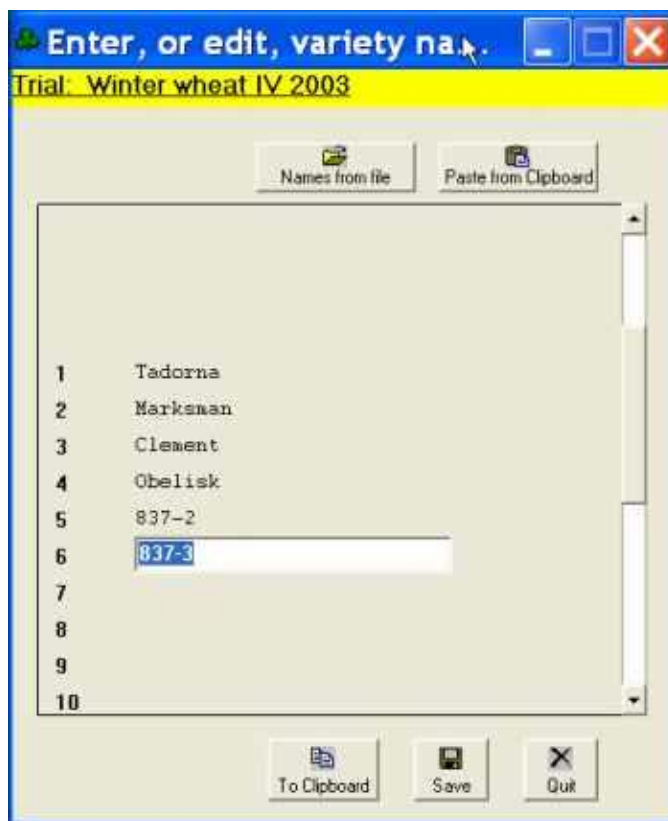 Enter, or edit, variety na...
Trial: Winter wheat IV 2003
Names from file
Paste from Clipboard
1 Tadorna
2 Marksman
3 Clement
4 Obelisk
5 837-2
6 837-3
7
8
9
10
To Clipboard
Save
Quit